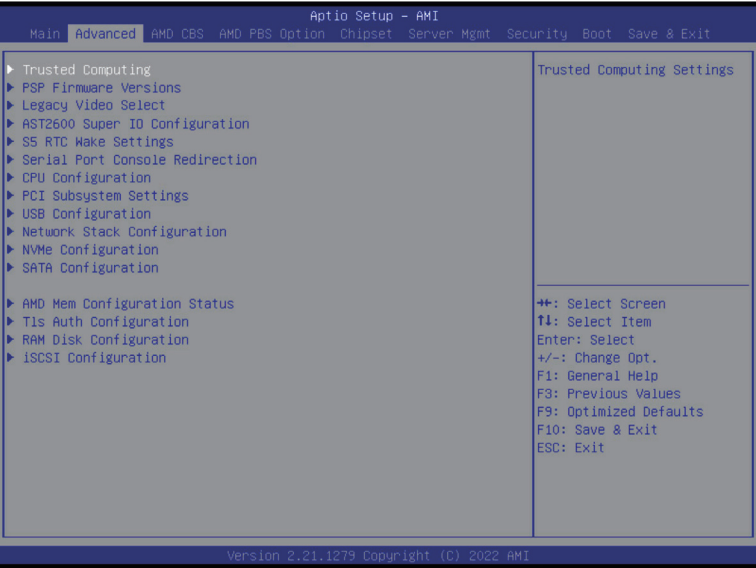 Aptio Setup – AMI
Main Advanced AMD CBS AMD PBS Option Chipset Server Mgmt Security Boot Save & Exit
Trusted Computing
PSP Firmware Versions
Legacy Video Select
AST2600 Super IO Configuration
S5 RTC Wake Settings
Serial Port Console Redirection
CPU Configuration
PCI Subsystem Settings
USB Configuration
Network Stack Configuration
NVMe Configuration
SATA Configuration
AMD Mem Configuration Status
Tls Auth Configuration
RAM Disk Configuration
iSCSI Configuration
Trusted Computing Settings
→←: Select Screen
↑↓: Select Item
Enter: Select
+/-: Change Opt.
F1: General Help
F3: Previous Values
F9: Optimized Defaults
F10: Save & Exit
ESC: Exit
Version 2.21.1279 Copyright (C) 2022 AMI